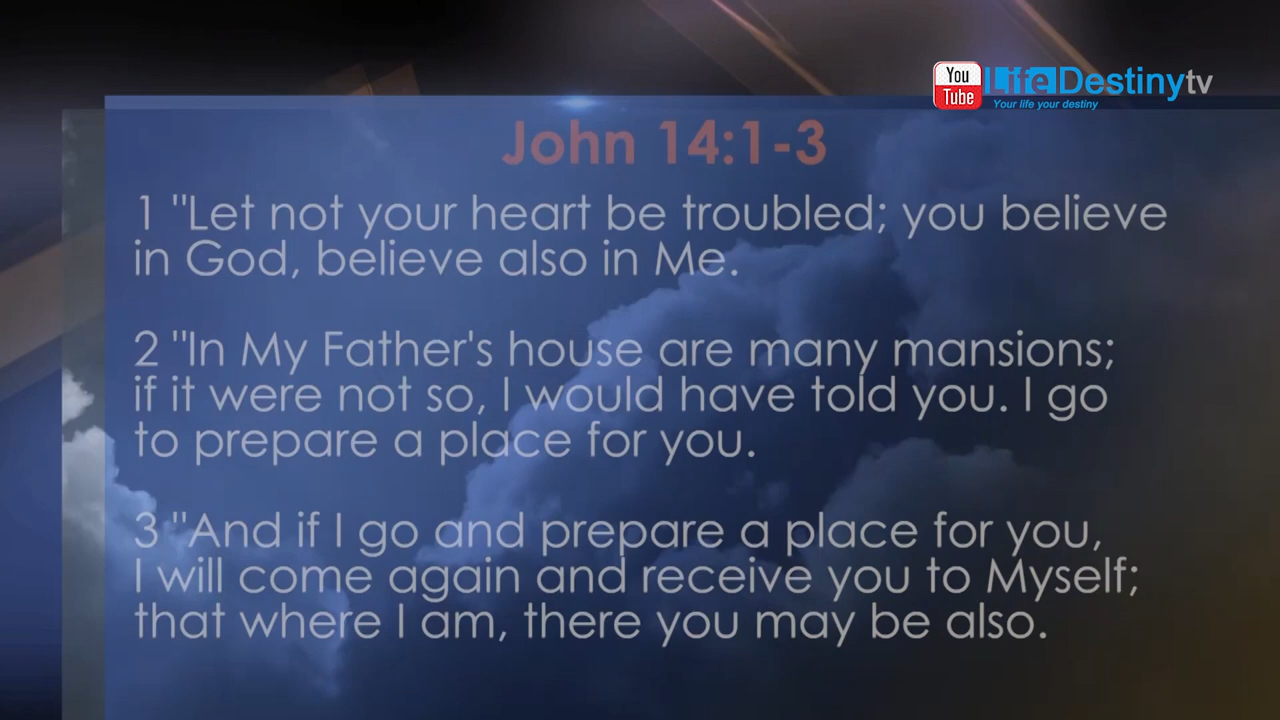 You
Tube
LifeDestinytv
Your life your destiny
John 14:1-3
1 "Let not your heart be troubled; you believe
in God, believe also in Me.
2 "In My Father's house are many mansions;
if it were not so, I would have told you. I go
to prepare a place for you.
3 "And if I go and prepare a place for you,
I will come again and receive you to Myself;
that where I am, there you may be also.